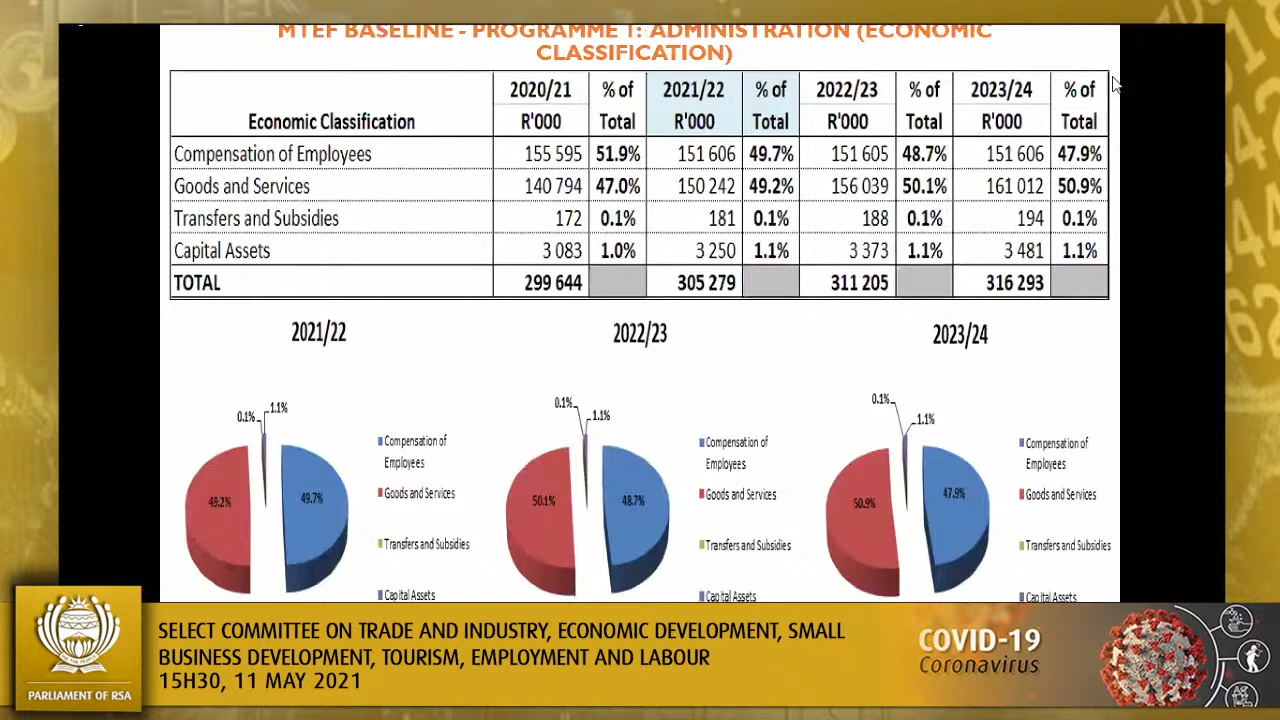 MTEF BASELINE - PROGRAMME 1: ADMINISTRATION (ECONOMIC
CLASSIFICATION)
Economic Classification 2020/21 R'000 % of Total 2021/22 R'000 % of Total 2022/23 R'000 % of Total 2023/24 R'000 % of Total
Compensation of Employees 155 595 51.9% 151 606 49.7% 151 605 48.7% 151 606 47.9%
Goods and Services 140 794 47.0% 150 242 49.2% 156 039 50.1% 161 012 50.9%
Transfers and Subsidies 172 0.1% 181 0.1% 188 0.1% 194 0.1%
Capital Assets 3 083 1.0% 3 250 1.1% 3 373 1.1% 3 481 1.1%
TOTAL 299 644 305 279 311 205 316 293
2021/22
0.1% 1.1%
49.2% 49.7%
Compensation of
Employees
Goods and Services
Transfers and Subsidies
Capital Assets
2022/23
0.1% 1.1%
50.1% 48.7%
Compensation of
Employees
Goods and Services
Transfers and Subsidies
Capital Assets
2023/24
0.1% 1.1%
50.9% 47.9%
Compensation of
Employees
Goods and Services
Transfers and Subsidies
Capital Assets
PARLIAMENT OF RSA
SELECT COMMITTEE ON TRADE AND INDUSTRY, ECONOMIC DEVELOPMENT, SMALL
BUSINESS DEVELOPMENT, TOURISM, EMPLOYMENT AND LABOUR
15H30, 11 MAY 2021
COVID-19
Coronavirus